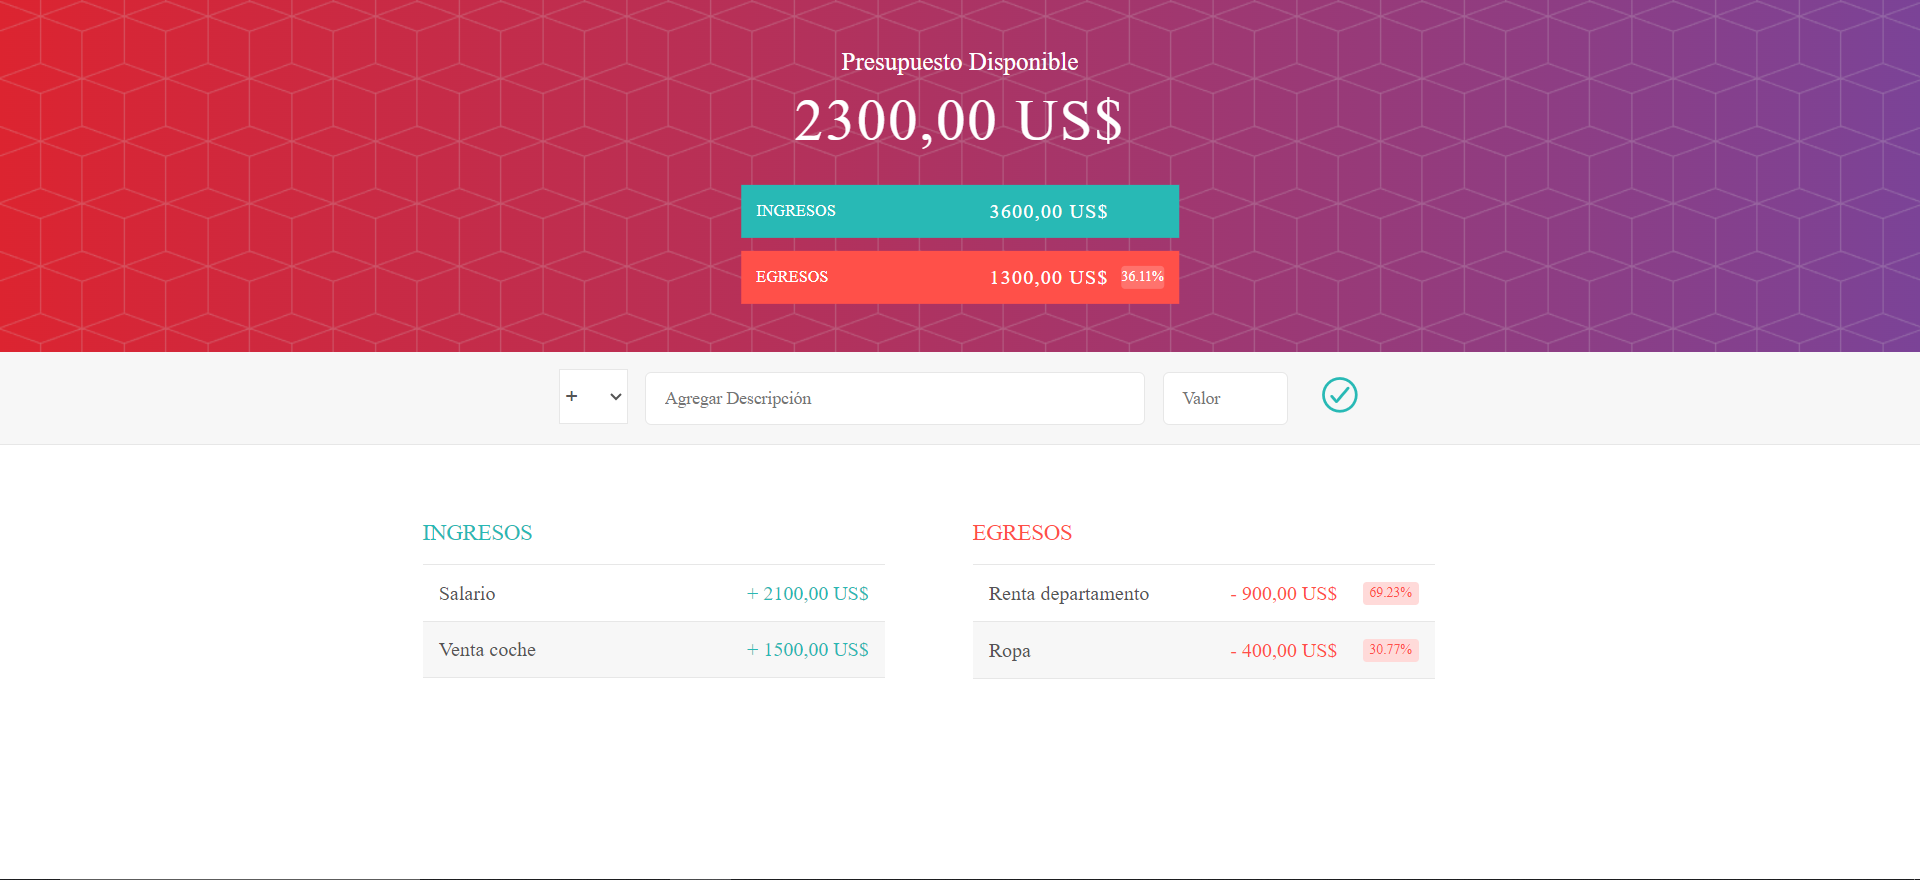 Presupuesto Disponible
2300,00 US$
INGRESOS 3600,00 US$
EGRESOS 1300,00 US$ 36.11%
+ Agregar Descripción Valor
INGRESOS
Salario + 2100,00 US$
Venta coche + 1500,00 US$
EGRESOS
Renta departamento - 900,00 US$ 69.23%
Ropa - 400,00 US$ 30.77%